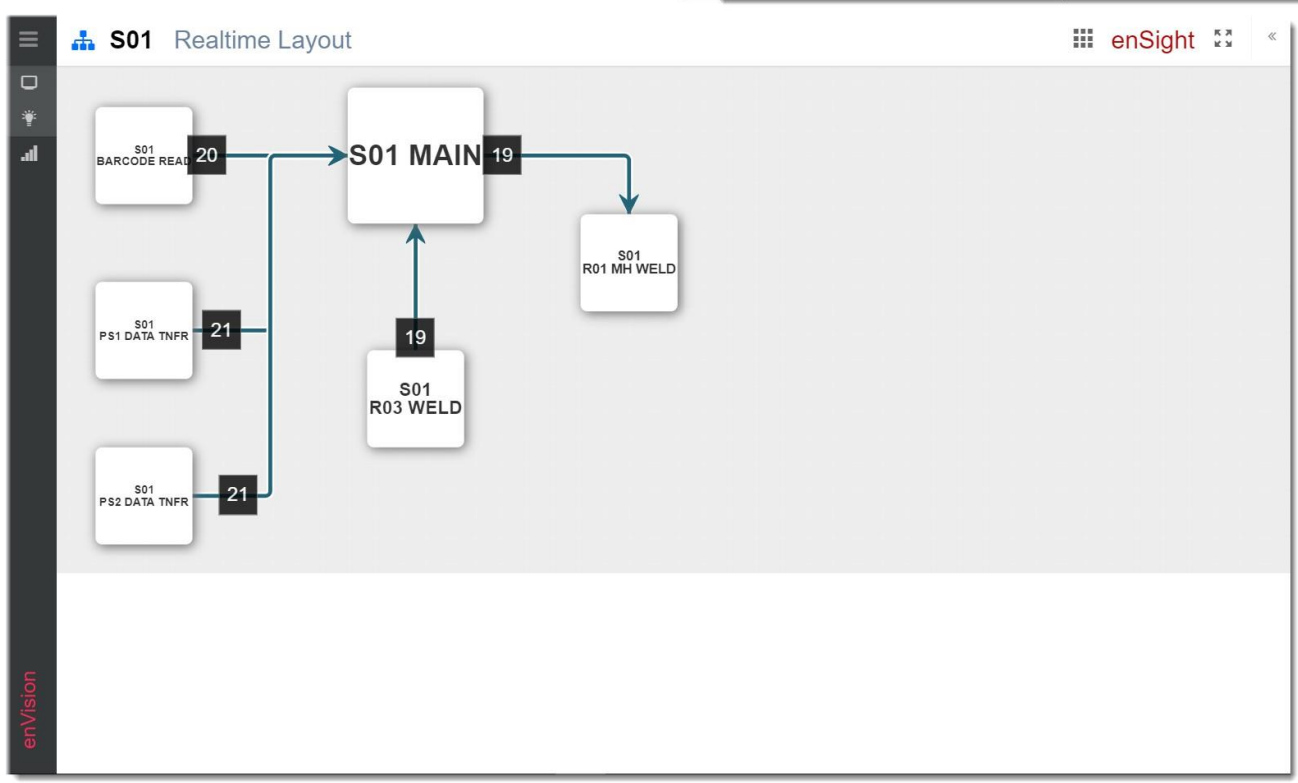 S01 Realtime Layout
enSight
S01
BARCODE READ
20
S01 MAIN
19
S01
R01 MH WELD
S01
PS1 DATA TNFR
21
19
S01
R03 WELD
S01
PS2 DATA TNFR
21
enVision